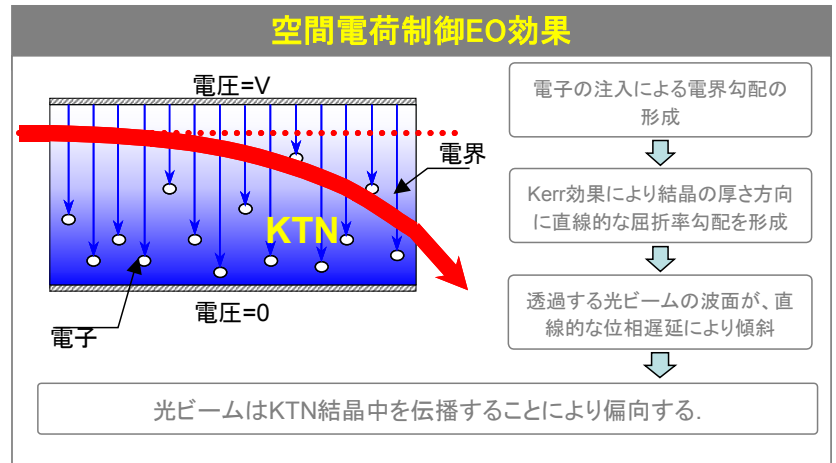 空間電荷制御EO効果
電圧=V
電界
KTN
電圧=0
電子
電子の注入による電界勾配の
形成
Kerr効果により結晶の厚さ方向
に直線的な屈折率勾配を形成
透過する光ビームの波面が、直
線的な位相遅延により傾斜
光ビームはKTN結晶中を伝播することにより偏向する.